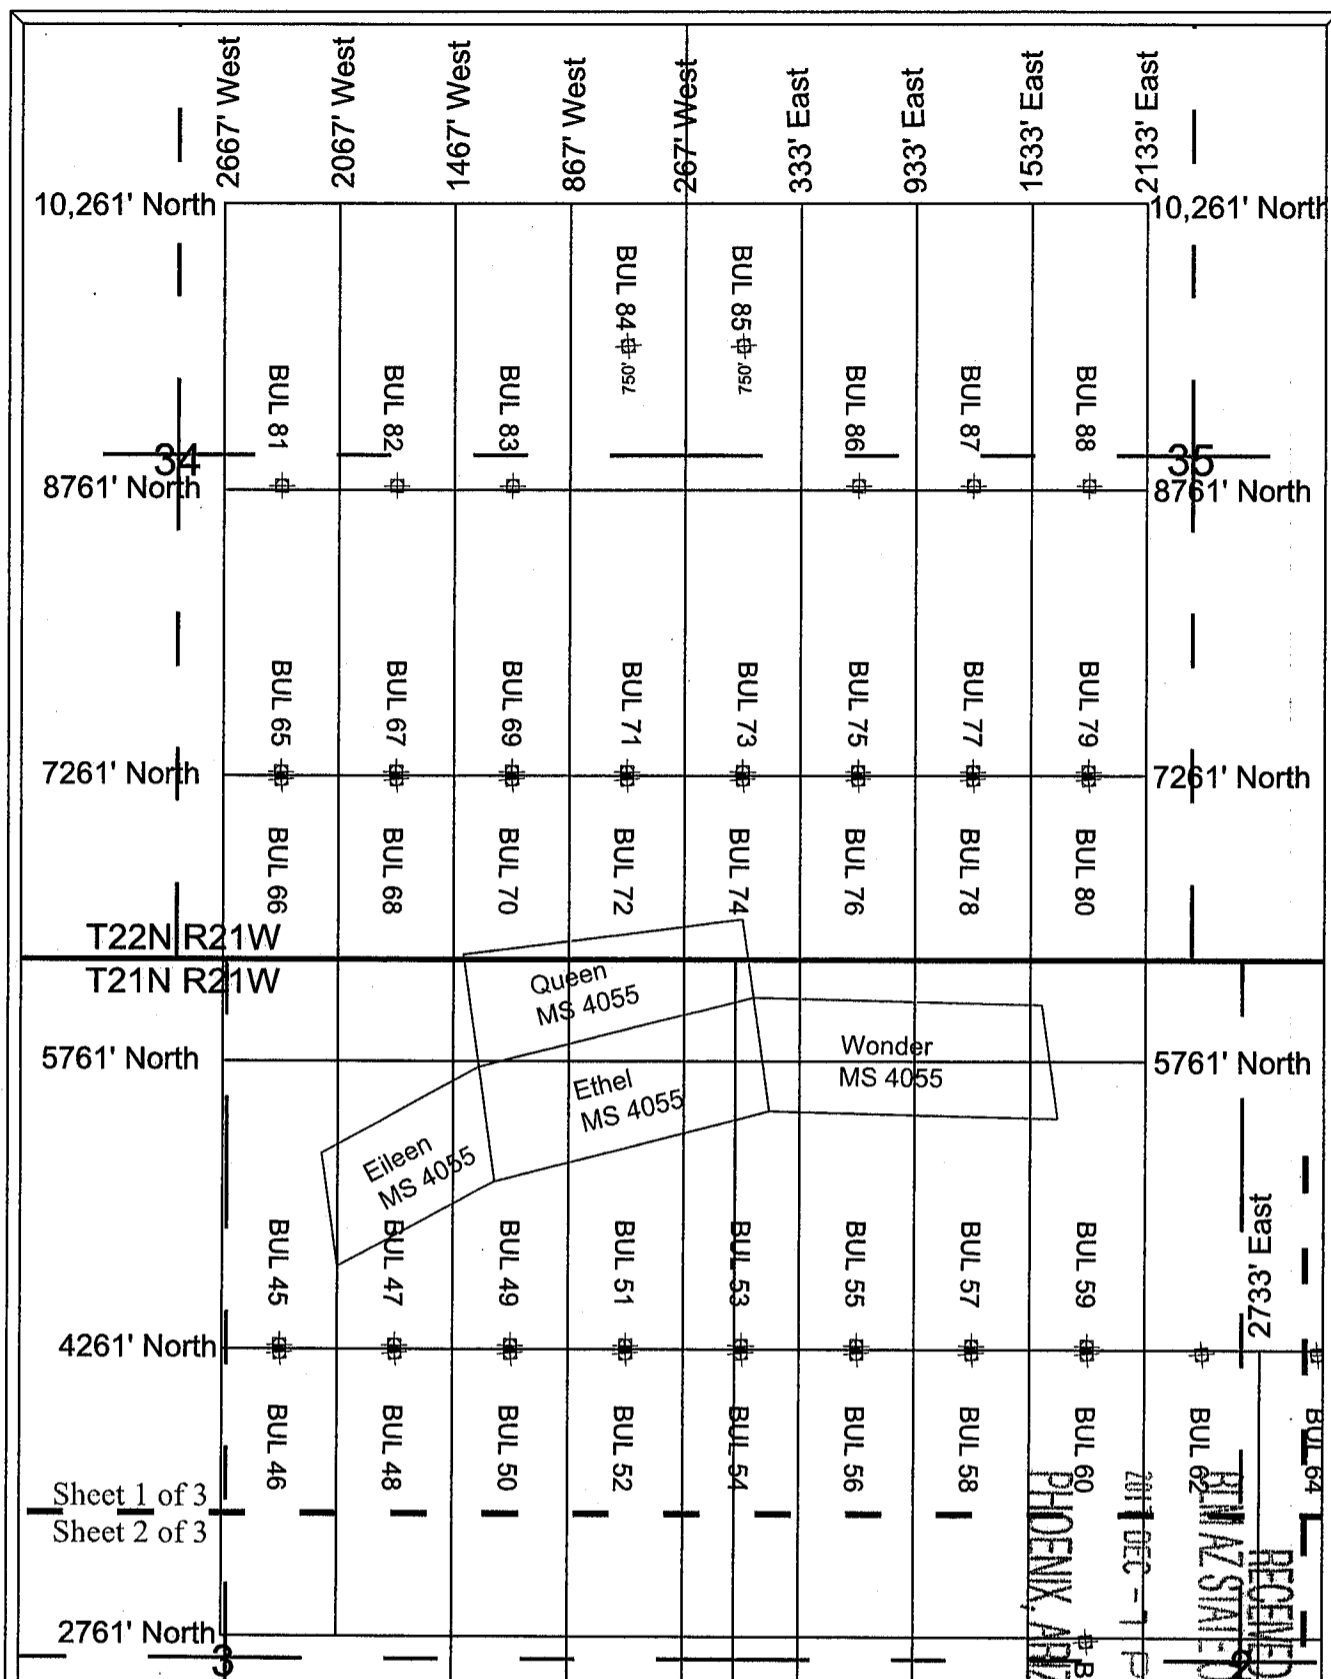 2667' West
2067' West
1467' West
867' West
267' West
333' East
933' East
1533' East
2133' East
10,261' North
10,261' North
BUL 84
750'
BUL 85
750'
BUL 81
BUL 82
BUL 83
BUL 86
BUL 87
BUL 88
34
35
8761' North
8761' North
BUL 65
BUL 67
BUL 69
BUL 71
BUL 73
BUL 75
BUL 77
BUL 79
7261' North
7261' North
BUL 66
BUL 68
BUL 70
BUL 72
BUL 74
BUL 76
BUL 78
BUL 80
T22N R21W
T21N R21W
Queen
MS 4055
5761' North
Wonder
MS 4055
5761' North
Ethel
MS 4055
Eileen
MS 4055
BUL 45
BUL 47
BUL 49
BUL 51
BUL 53
BUL 55
BUL 57
BUL 59
2733' East
4261' North
BUL 46
BUL 48
BUL 50
BUL 52
BUL 54
BUL 56
BUL 58
BUL 60
BUL 62
BUL 64
Sheet 1 of 3
Sheet 2 of 3
RECEIVED
BLM AZ STATE O
DEC - 7 P
PHOENIX, ARIZ
2761' North
3
2
B